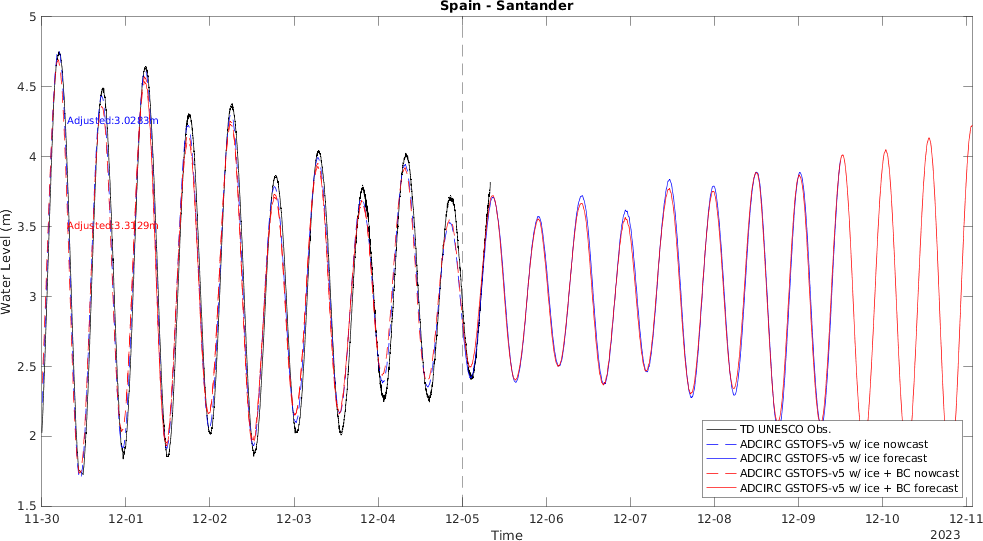 Spain - Santander
5
4.5
4
3.5
3
2.5
2
1.5
Water Level (m)
Adjusted:3.0283m
Adjusted:3.3129m
TD UNESCO Obs.
ADCIRC GSTOFS-v5 w/ ice nowcast
ADCIRC GSTOFS-v5 w/ ice forecast
ADCIRC GSTOFS-v5 w/ ice + BC nowcast
ADCIRC GSTOFS-v5 w/ ice + BC forecast
11-30 12-01 12-02 12-03 12-04 12-05 12-06 12-07 12-08 12-09 12-10 12-11
Time
2023